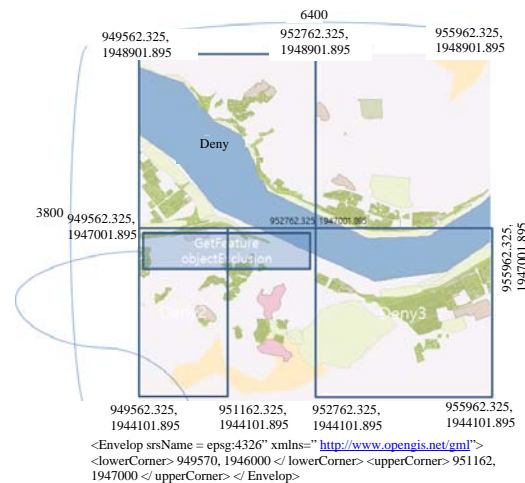 6400
949562.325,
1948901.895
952762.325,
1948901.895
955962.325,
1948901.895
Deny
3800
949562.325,
1947001.895
952762.325, 1947001.895
955962.325,
1947001.895
GetFeature
objectExclusion
Deny2
Deny3
949562.325,
1944101.895
951162.325,
1944101.895
952762.325,
1944101.895
955962.325,
1944101.895
<Envelop srsName = epsg:4326” xmlns=” http://www.opengis.net/gml”>
<lowerCorner> 949570, 1946000 </ lowerCorner> <upperCorner> 951162,
1947000 </ upperCorner> </ Envelop>